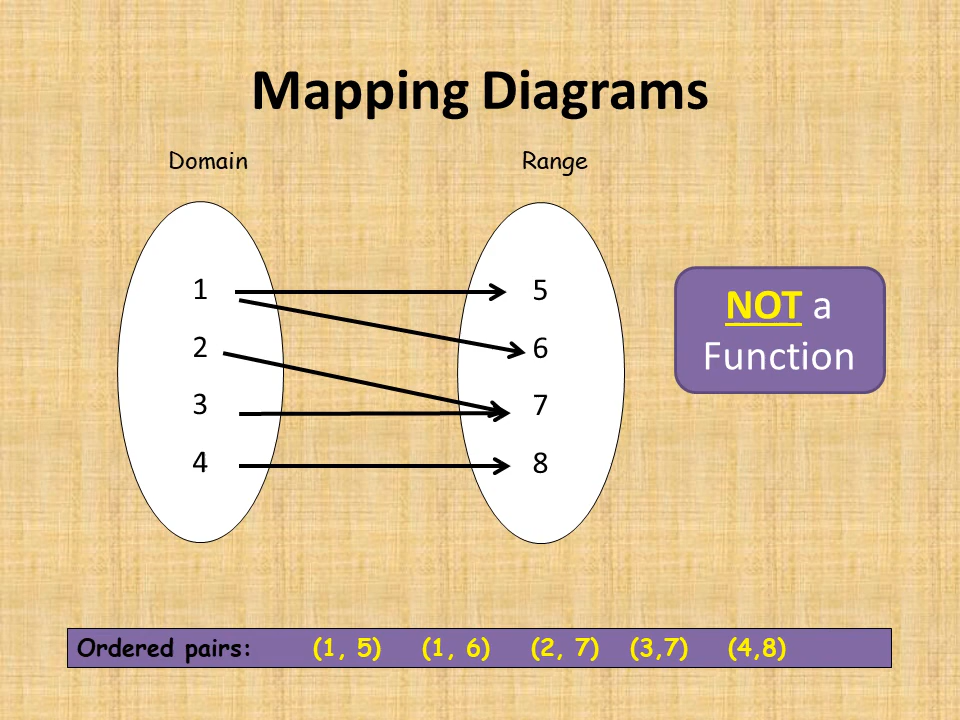 Mapping Diagrams
Domain
Range
1
2
3
4
5
6
7
8
NOT a
Function
Ordered pairs: (1, 5) (1, 6) (2, 7) (3,7) (4,8)